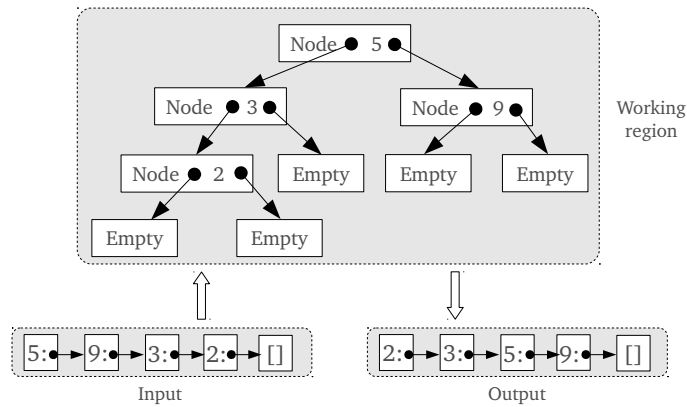 Node 5
Node 3
Node 9
Working
region
Node 2
Empty
Empty
Empty
Empty
Empty
5: 9: 3: 2: []
2: 3: 5: 9: []
Input
Output